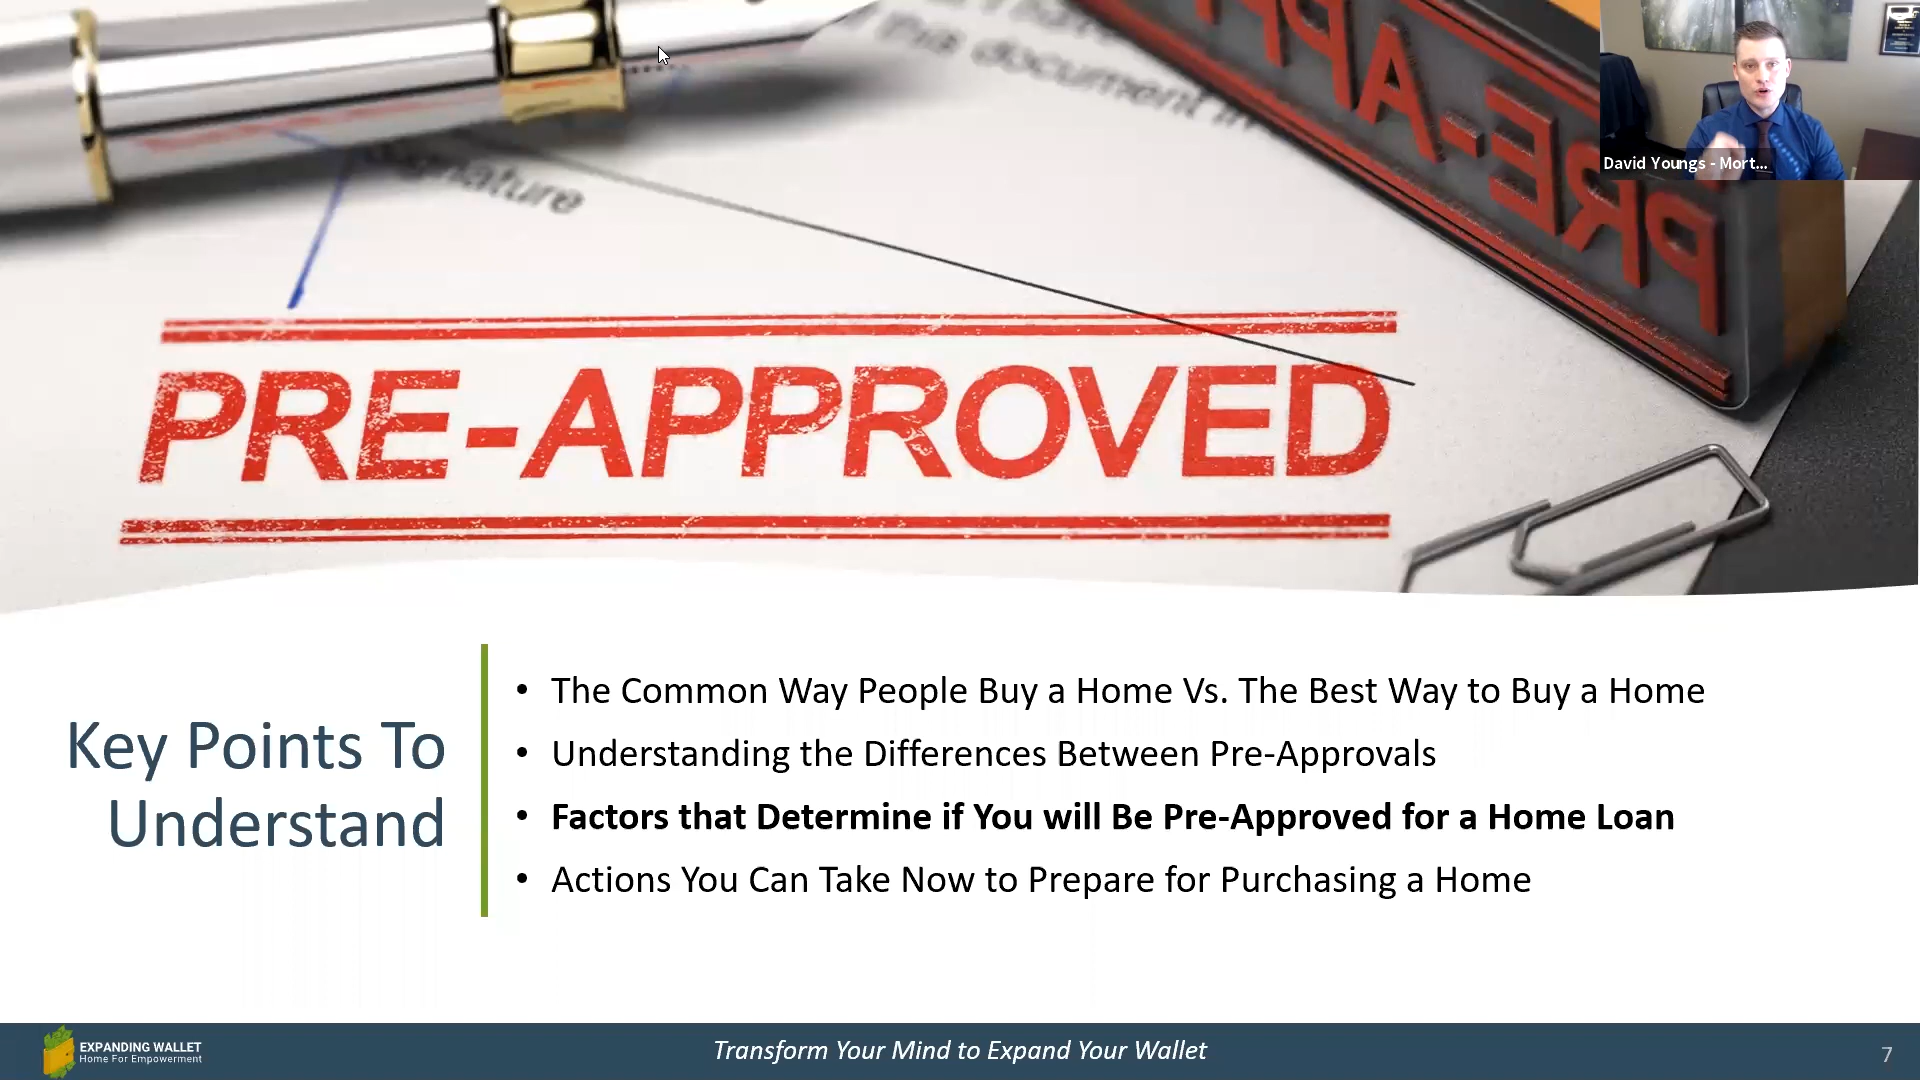 this document in
Signature
PRE-AP
David Youngs - Mort...
PRE-APPROVED
Key Points To
Understand
• The Common Way People Buy a Home Vs. The Best Way to Buy a Home
• Understanding the Differences Between Pre-Approvals
• Factors that Determine if You will Be Pre-Approved for a Home Loan
• Actions You Can Take Now to Prepare for Purchasing a Home
EXPANDING WALLET
Home For Empowerment
Transform Your Mind to Expand Your Wallet
7